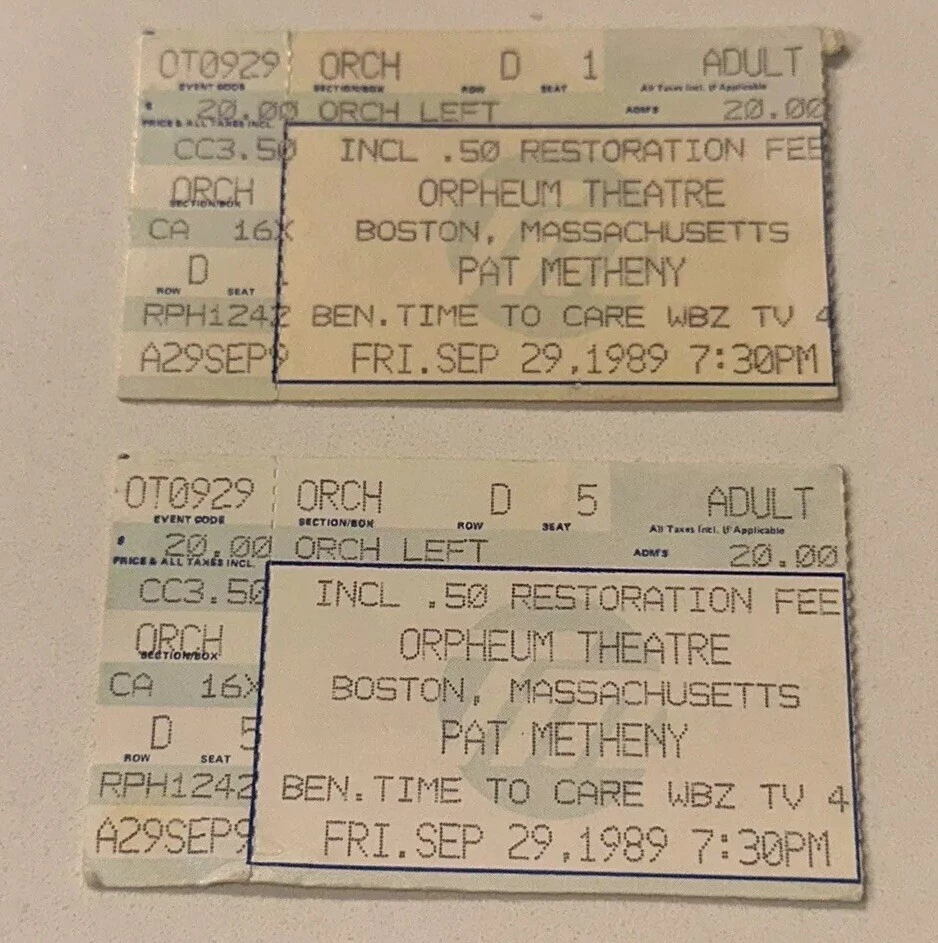 OT0929 ORCH D 1 ADULT
EVENT CODE SECTION/BOX ROW SEAT All Taxes Incl. If Applicable
$ 20.00 ORCH LEFT ADM'S 20.00
PRICE & ALL TAXES INCL.
CC3.50 INCL .50 RESTORATION FEE
ORCH ORPHEUM THEATRE
SECTION/BOX
CA 16X BOSTON, MASSACHUSETTS
D PAT METHENY
ROW SEAT
RPH1242 BEN.TIME TO CARE WBZ TV 4
A29SEP9 FRI.SEP 29,1989 7:30PM
OT0929 ORCH D 5 ADULT
EVENT CODE SECTION/BOX ROW SEAT All Taxes Incl. If Applicable
$ 20.00 ORCH LEFT ADM'S 20.00
PRICE & ALL TAXES INCL.
CC3.50 INCL .50 RESTORATION FEE
ORCH ORPHEUM THEATRE
SECTION/BOX
CA 16X BOSTON, MASSACHUSETTS
D 5 PAT METHENY
ROW SEAT
RPH1242 BEN.TIME TO CARE WBZ TV 4
A29SEP9 FRI.SEP 29,1989 7:30PM